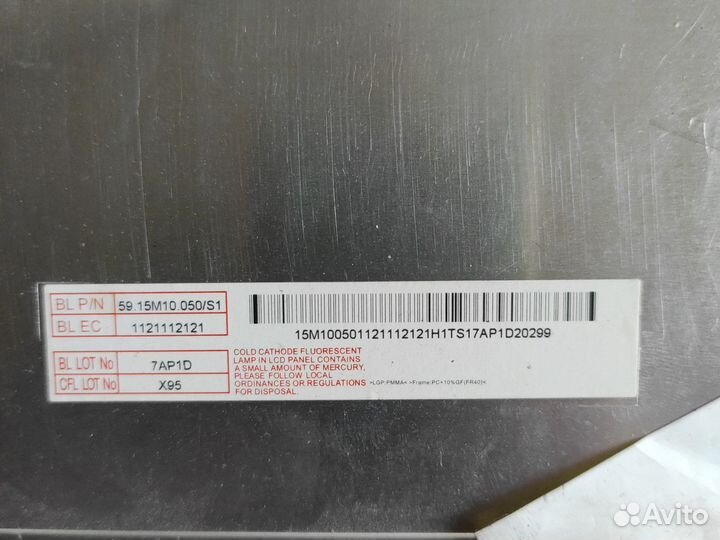 BL P/N 59.15M10.050/S1
BL EC 1121112121
15M100501121112121H1TS17AP1D20299
BL LOT No 7AP1D
CFL LOT No X95
COLD CATHODE FLUORESCENT
LAMP IN LCD PANEL CONTAINS
A SMALL AMOUNT OF MERCURY,
PLEASE FOLLOW LOCAL
ORDINANCES OR REGULATIONS
FOR DISPOSAL.
>LGP:PMMA< >Frame:PC+10%GF(FR40)<
Avito